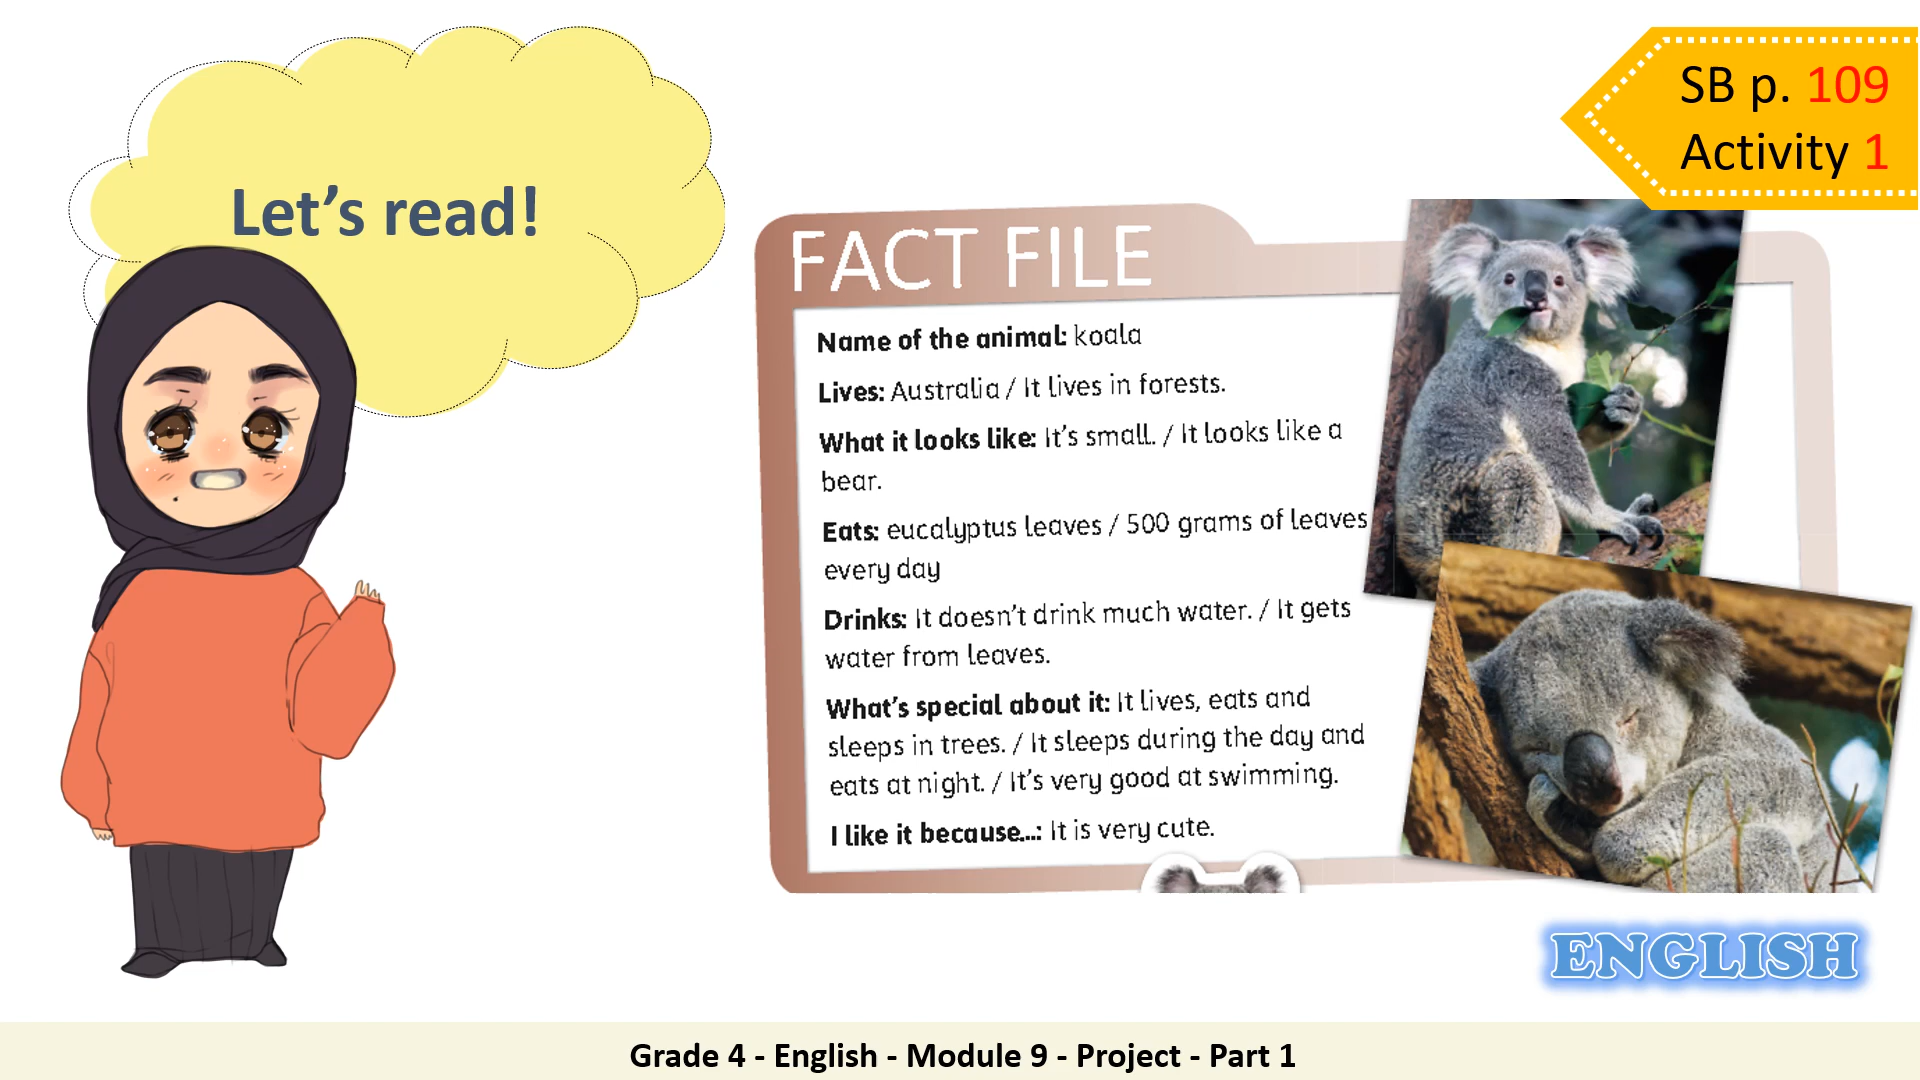 Let's read!
SB p. 109
Activity 1
FACT FILE
Name of the animal: koala
Lives: Australia / It lives in forests.
What it looks like: It's small. / It looks like a
bear.
Eats: eucalyptus leaves / 500 grams of leaves
every day
Drinks: It doesn't drink much water. / It gets
water from leaves.
What's special about it: It lives, eats and
sleeps in trees. / It sleeps during the day and
eats at night. / It's very good at swimming.
I like it because...: It is very cute.
ENGLISH
Grade 4 - English - Module 9 - Project - Part 1